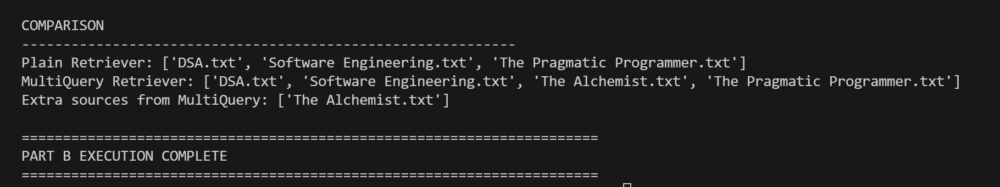 COMPARISON
------------------------------------------------------------
Plain Retriever: ['DSA.txt', 'Software Engineering.txt', 'The Pragmatic Programmer.txt']
MultiQuery Retriever: ['DSA.txt', 'Software Engineering.txt', 'The Alchemist.txt', 'The Pragmatic Programmer.txt']
Extra sources from MultiQuery: ['The Alchemist.txt']
======================================================================
PART B EXECUTION COMPLETE
======================================================================